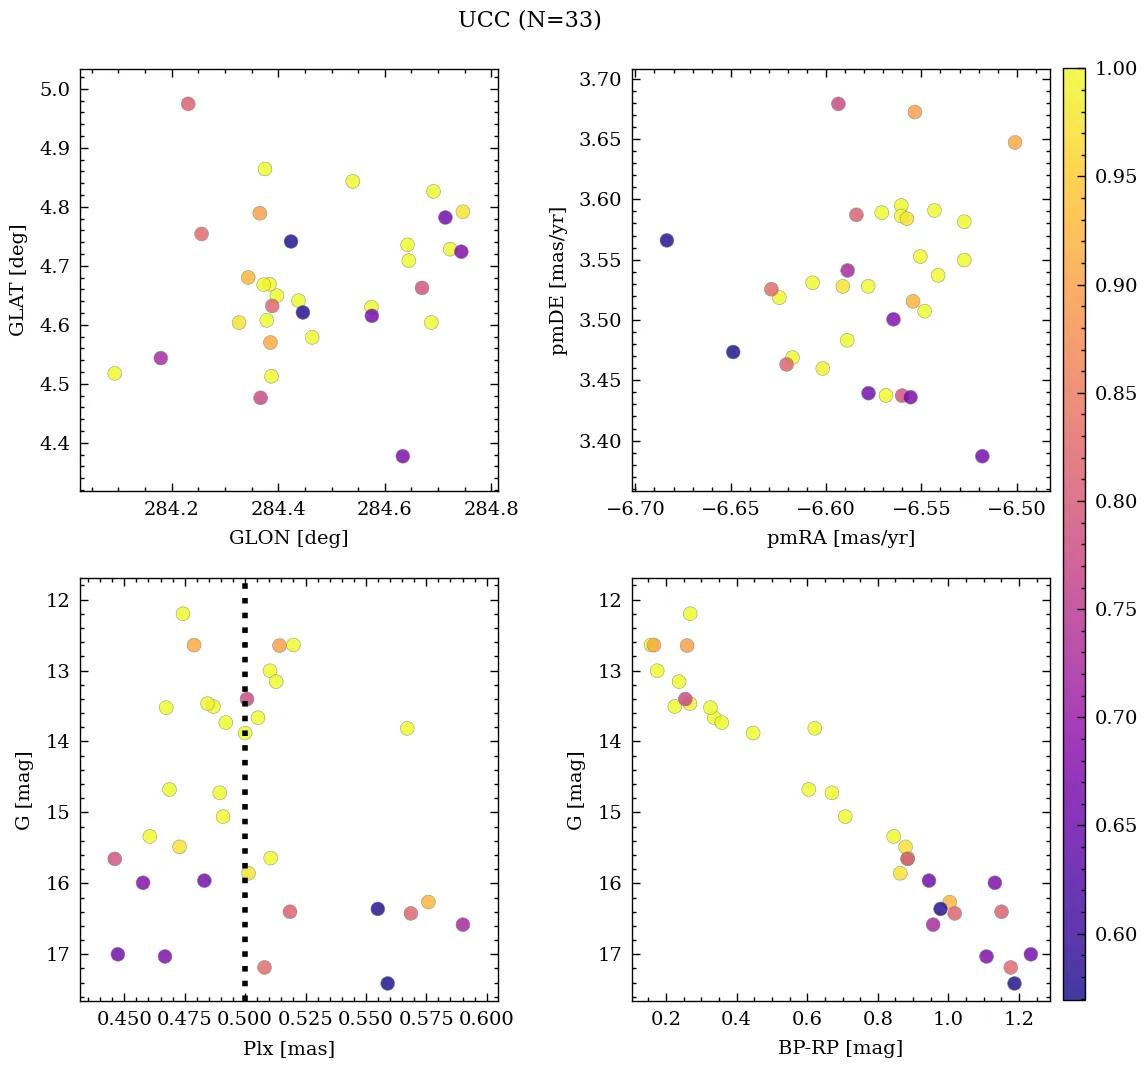 UCC (N=33)
5.0
4.9
4.8
4.7
4.6
4.5
4.4
GLAT [deg]
284.2 284.4 284.6 284.8
GLON [deg]
3.70
3.65
3.60
3.55
3.50
3.45
3.40
pmDE [mas/yr]
−6.70 −6.65 −6.60 −6.55 −6.50
pmRA [mas/yr]
12
13
14
15
16
17
G [mag]
0.450 0.475 0.500 0.525 0.550 0.575 0.600
Plx [mas]
12
13
14
15
16
17
G [mag]
0.2 0.4 0.6 0.8 1.0 1.2
BP-RP [mag]
1.00
0.95
0.90
0.85
0.80
0.75
0.70
0.65
0.60